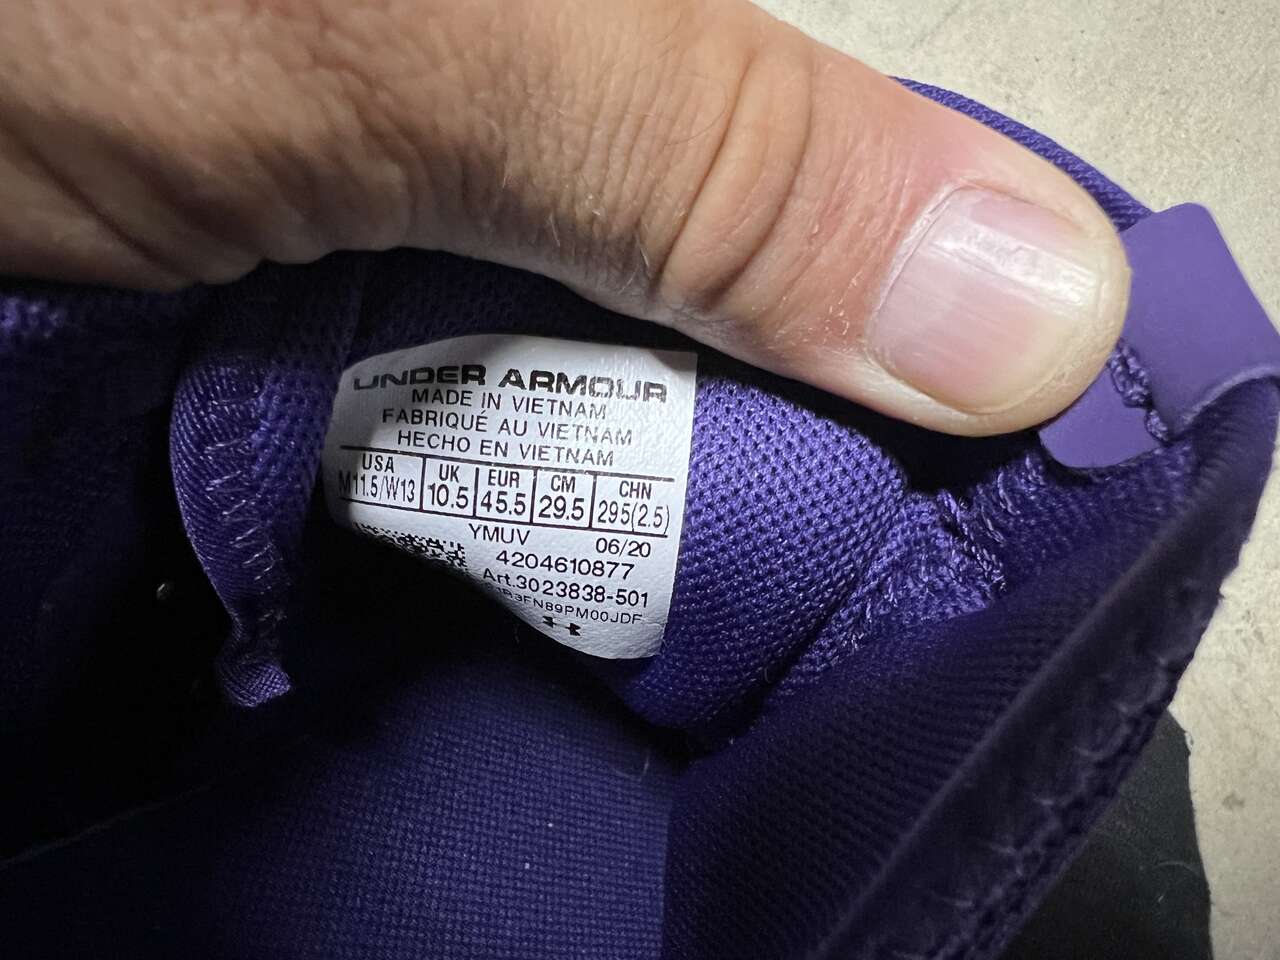 UNDER ARMOUR
MADE IN VIETNAM
FABRIQUÉ AU VIETNAM
HECHO EN VIETNAM
USA UK EUR CM CHN
M11.5/W13 10.5 45.5 29.5 295(2.5)
YMUV 06/20
4204610877
Art.3023838-501